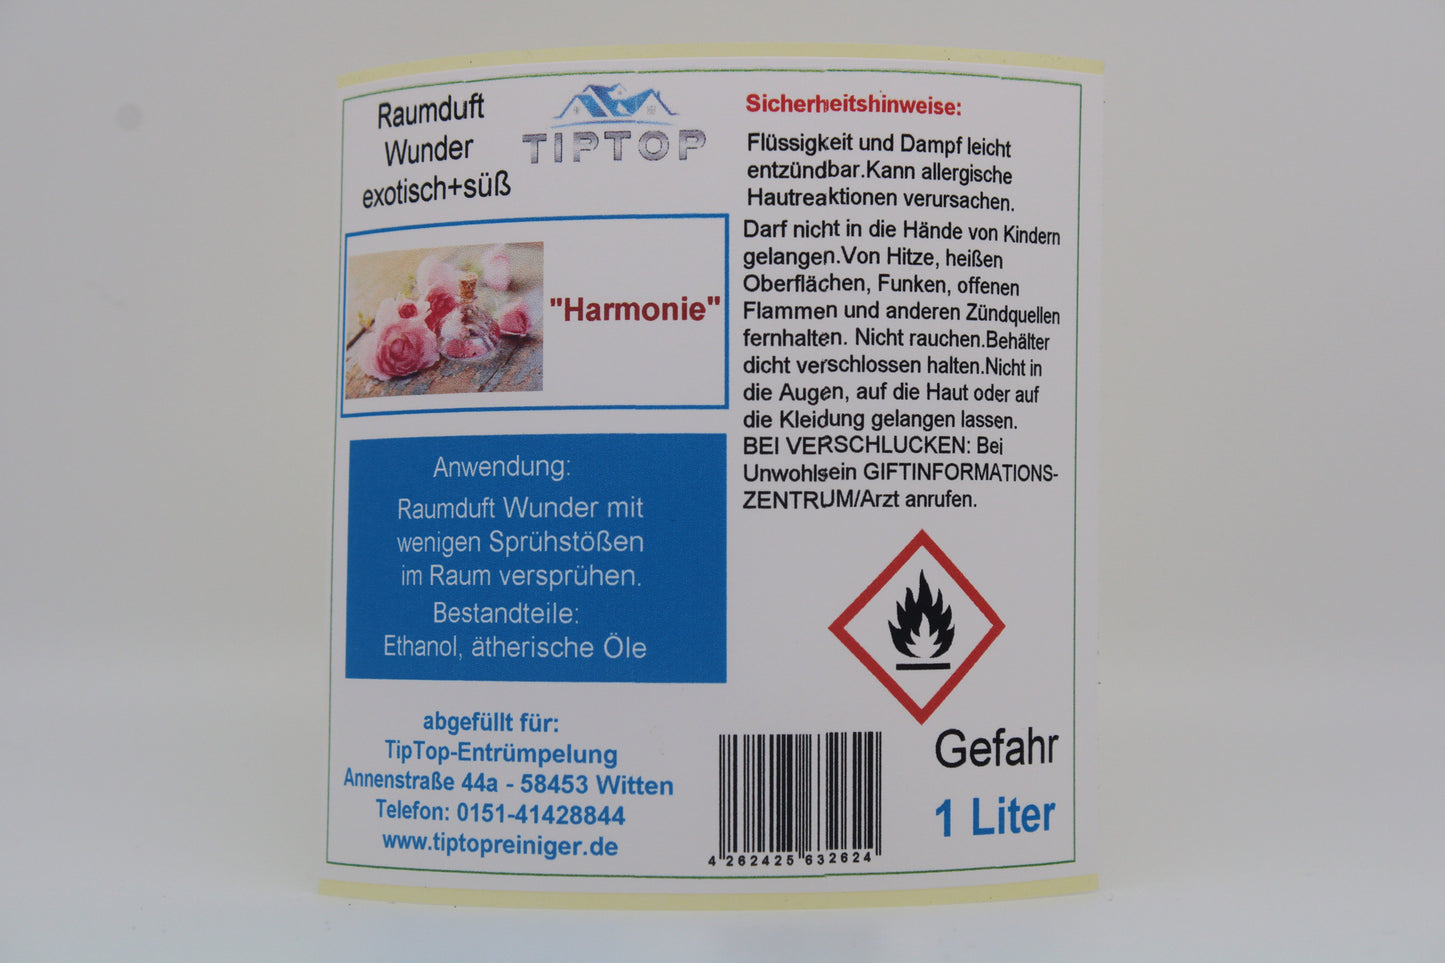 Raumduft
Wunder
exotisch+süß
TIPTOP
"Harmonie"
Anwendung:
Raumduft Wunder mit
wenigen Sprühstößen
im Raum versprühen.
Bestandteile:
Ethanol, ätherische Öle
abgefüllt für:
TipTop-Entrümpelung
Annenstraße 44a - 58453 Witten
Telefon: 0151-41428844
www.tiptopreiniger.de
Sicherheitshinweise:
Flüssigkeit und Dampf leicht
entzündbar.Kann allergische
Hautreaktionen verursachen.
Darf nicht in die Hände von Kindern
gelangen.Von Hitze, heißen
Oberflächen, Funken, offenen
Flammen und anderen Zündquellen
fernhalten. Nicht rauchen.Behälter
dicht verschlossen halten.Nicht in
die Augen, auf die Haut oder auf
die Kleidung gelangen lassen.
BEI VERSCHLUCKEN: Bei
Unwohlsein GIFTINFORMATIONS-
ZENTRUM/Arzt anrufen.
Gefahr
1 Liter
4 262425 632624